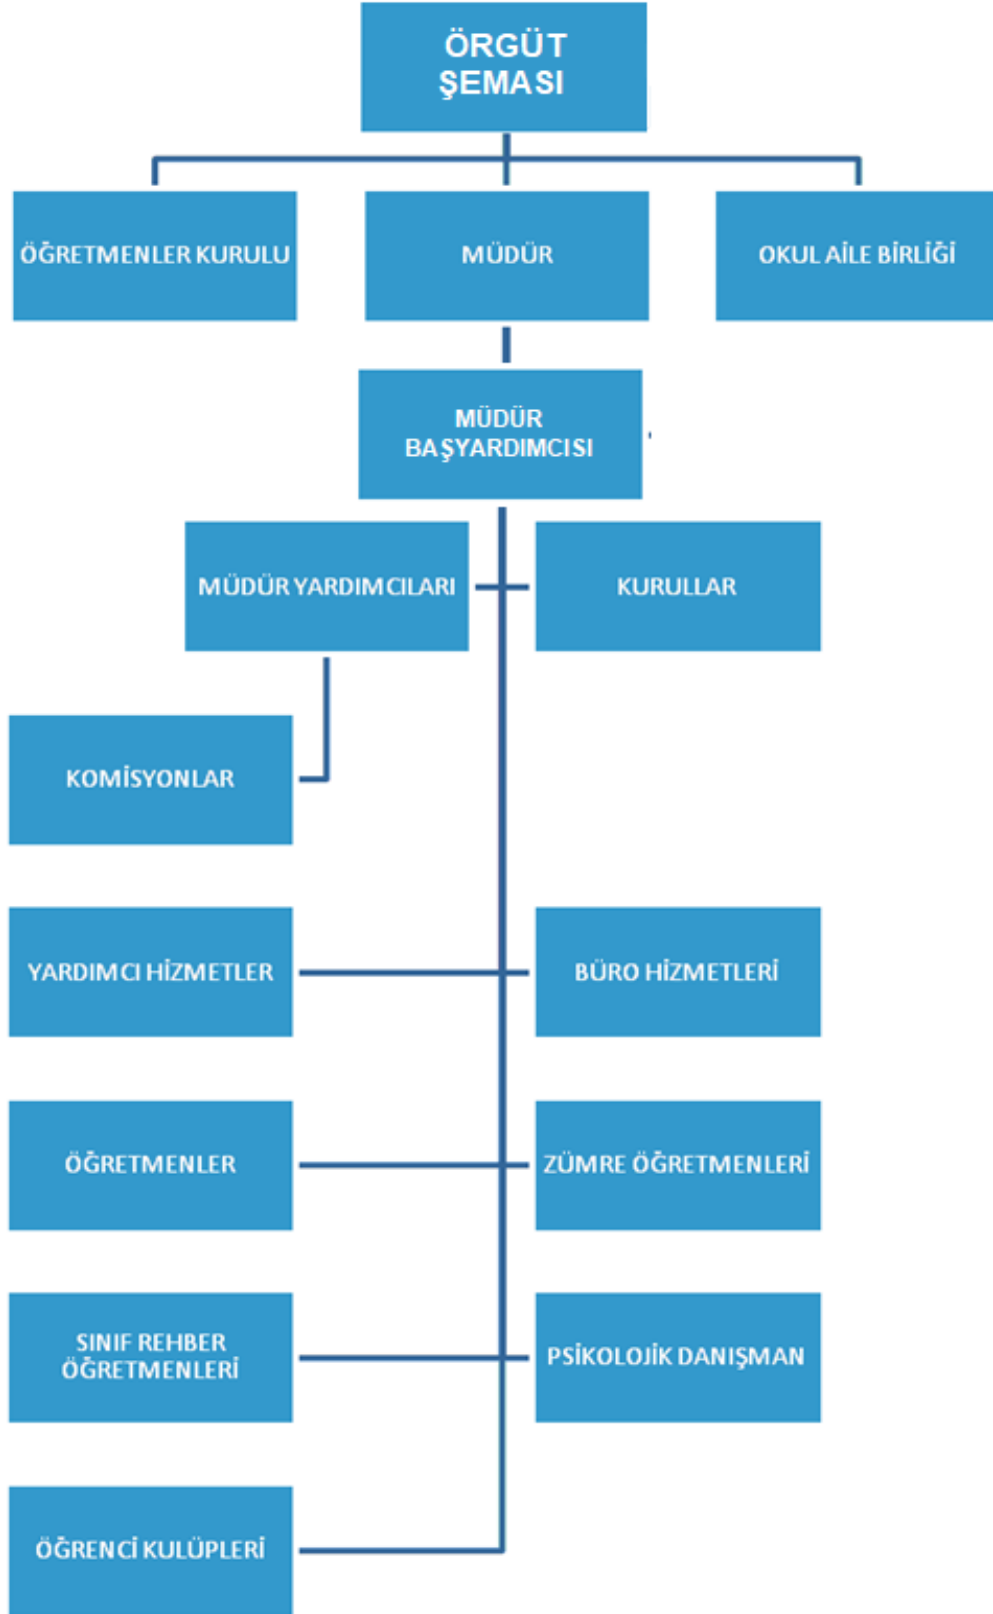 ÖRGÜT
ŞEMASI
ÖĞRETMENLER KURULU
MÜDÜR
OKUL AİLE BİRLİĞİ
MÜDÜR
BAŞYARDIMCISI
MÜDÜR YARDIMCILARI
KURULLAR
KOMİSYONLAR
YARDIMCI HİZMETLER
BÜRO HİZMETLERİ
ÖĞRETMENLER
ZÜMRE ÖĞRETMENLERİ
SINIF REHBER
ÖĞRETMENLERİ
PSİKOLOJİK DANIŞMAN
ÖĞRENCİ KULÜPLERİ